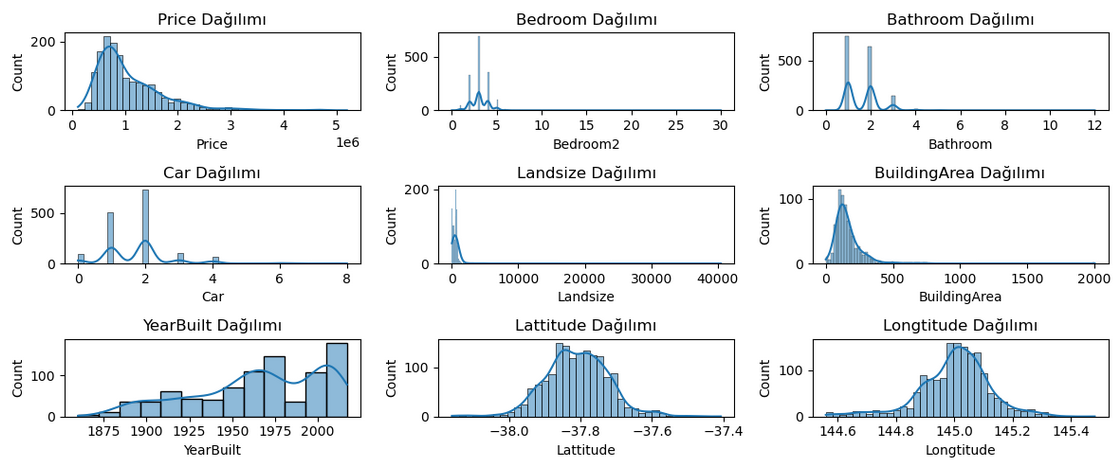 Price Dağılımı
Bedroom Dağılımı
Bathroom Dağılımı
200
0
Count
0 1 2 3 4 5
1e6
Price
500
0
Count
0 5 10 15 20 25 30
Bedroom2
500
0
Count
0 2 4 6 8 10 12
Bathroom
Car Dağılımı
Landsize Dağılımı
BuildingArea Dağılımı
500
0
Count
0 2 4 6 8
Car
200
0
Count
0 10000 20000 30000 40000
Landsize
100
0
Count
0 500 1000 1500 2000
BuildingArea
YearBuilt Dağılımı
Lattitude Dağılımı
Longtitude Dağılımı
100
0
Count
1875 1900 1925 1950 1975 2000
YearBuilt
100
0
Count
−38.0 −37.8 −37.6 −37.4
Lattitude
100
0
Count
144.6 144.8 145.0 145.2 145.4
Longtitude